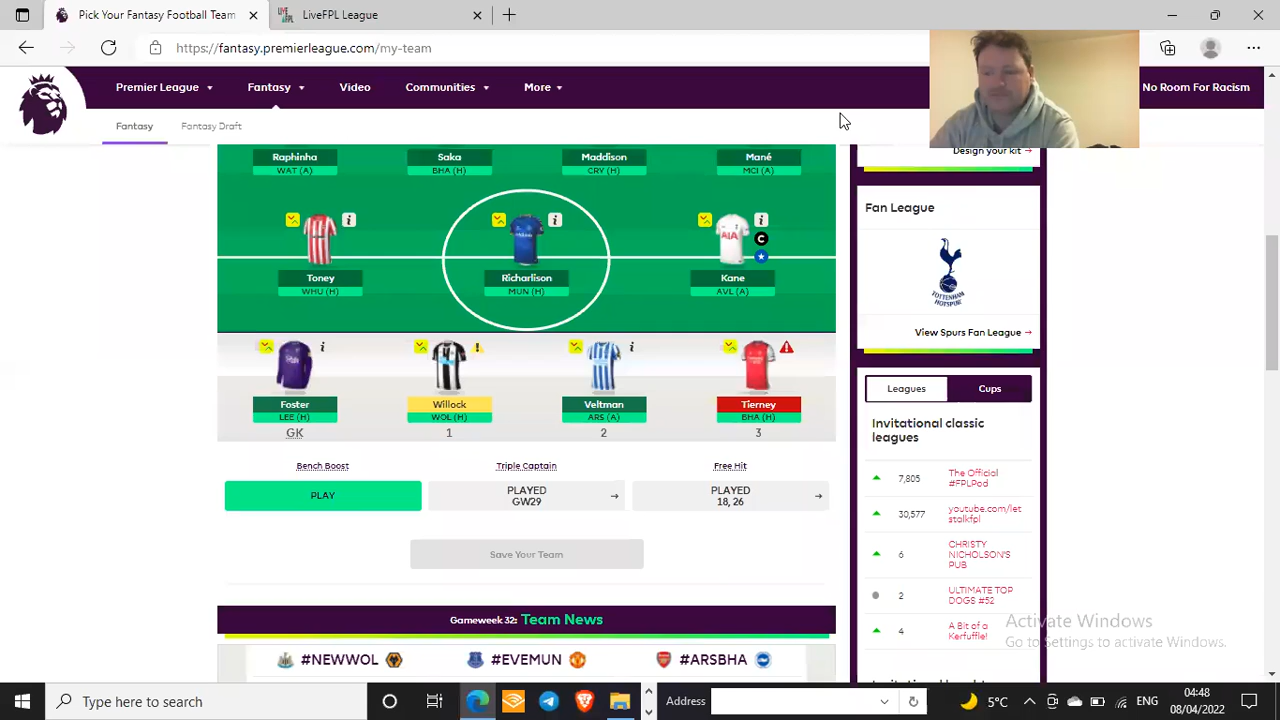 Pick Your Team, Fantasy Footba
LiveFPL League
https://fantasy.premierleague.com/my-team
Premier League
Fantasy
Video
Communities
More
No Room For Racism
Fantasy
Fantasy Draft
Raphinha
Saka
Maddison
Mané
WAT (A)
BHA (H)
CRY (H)
MCI (A)
Toney
Richarlison
Kane
WHU (H)
MUN (H)
AVL (A)
C
Foster
Willock
Veltman
Tierney
LEE (H)
WOL (H)
ARS (A)
BHA (H)
GK
1
2
3
Bench Boost
Triple Captain
Free Hit
PLAY
PLAYED
GW29
PLAYED
18, 26
Save Your Team
Gameweek 32: Team News
#NEWWOL
#EVEMUN
#ARSBHA
Design your kit
Fan League
TOTTENHAM
HOTSPUR
View Spurs Fan League
Leagues
Cups
Invitational classic
leagues
7,805
The Official
#FPLPod
30,577
youtube.com/let
stalkfpl
6
CHRISTY
NICHOLSON'S
PUB
2
ULTIMATE TOP
DOGS #52
4
A Bit of a
Kerfuffle!
Activate Windows
Go to Settings to activate Windows.
Type here to search
Address
5°C
ENG
04:48
08/04/2022